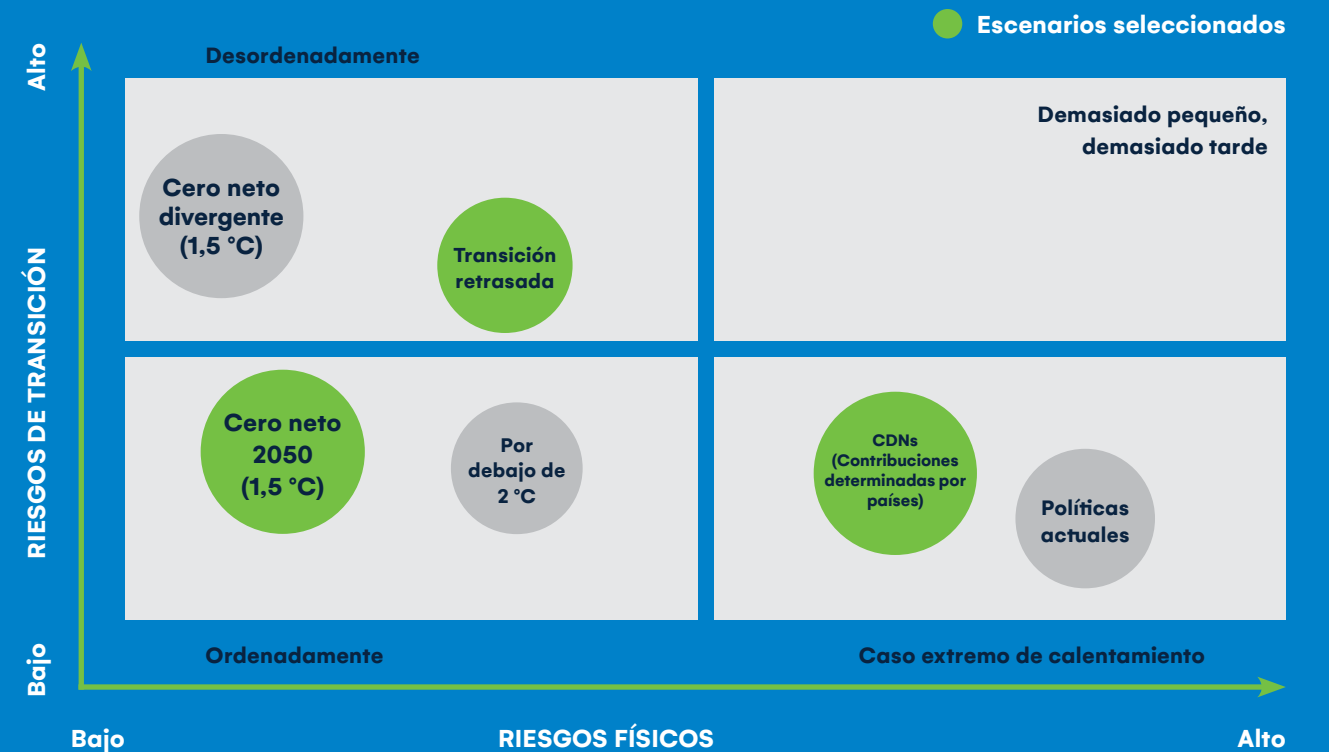 Escenarios seleccionados
Alto
Desordenadamente
Demasiado pequeño,
demasiado tarde
Cero neto
divergente
(1,5 °C)
Transición
retrasada
RIESGOS DE TRANSICIÓN
Cero neto
2050
(1,5 °C)
Por
debajo de
2 °C
CDNs
(Contribuciones
determinadas por
países)
Políticas
actuales
Bajo
Ordenadamente
Caso extremo de calentamiento
Bajo
RIESGOS FÍSICOS
Alto